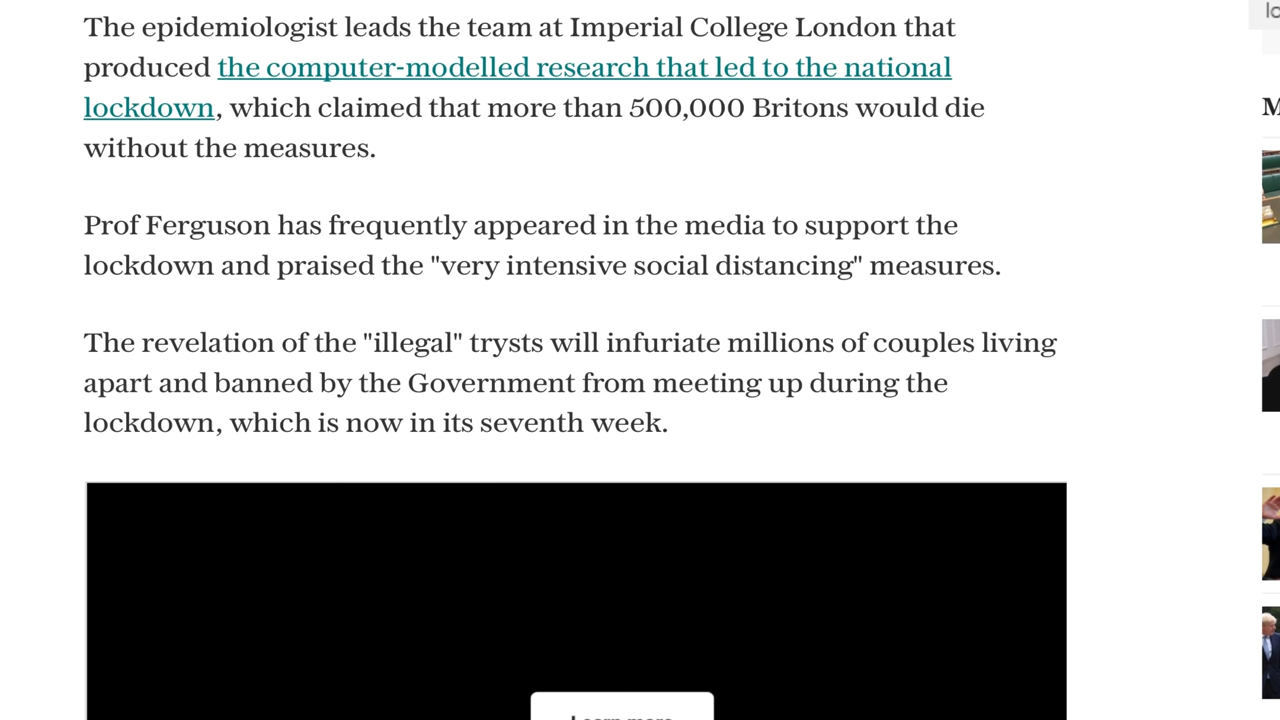 The epidemiologist leads the team at Imperial College London that
produced the computer-modelled research that led to the national
lockdown, which claimed that more than 500,000 Britons would die
without the measures.
Prof Ferguson has frequently appeared in the media to support the
lockdown and praised the "very intensive social distancing" measures.
The revelation of the "illegal" trysts will infuriate millions of couples living
apart and banned by the Government from meeting up during the
lockdown, which is now in its seventh week.
Learn more